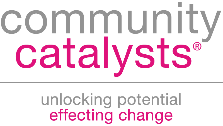 community
catalysts®
unlocking potential
effecting change